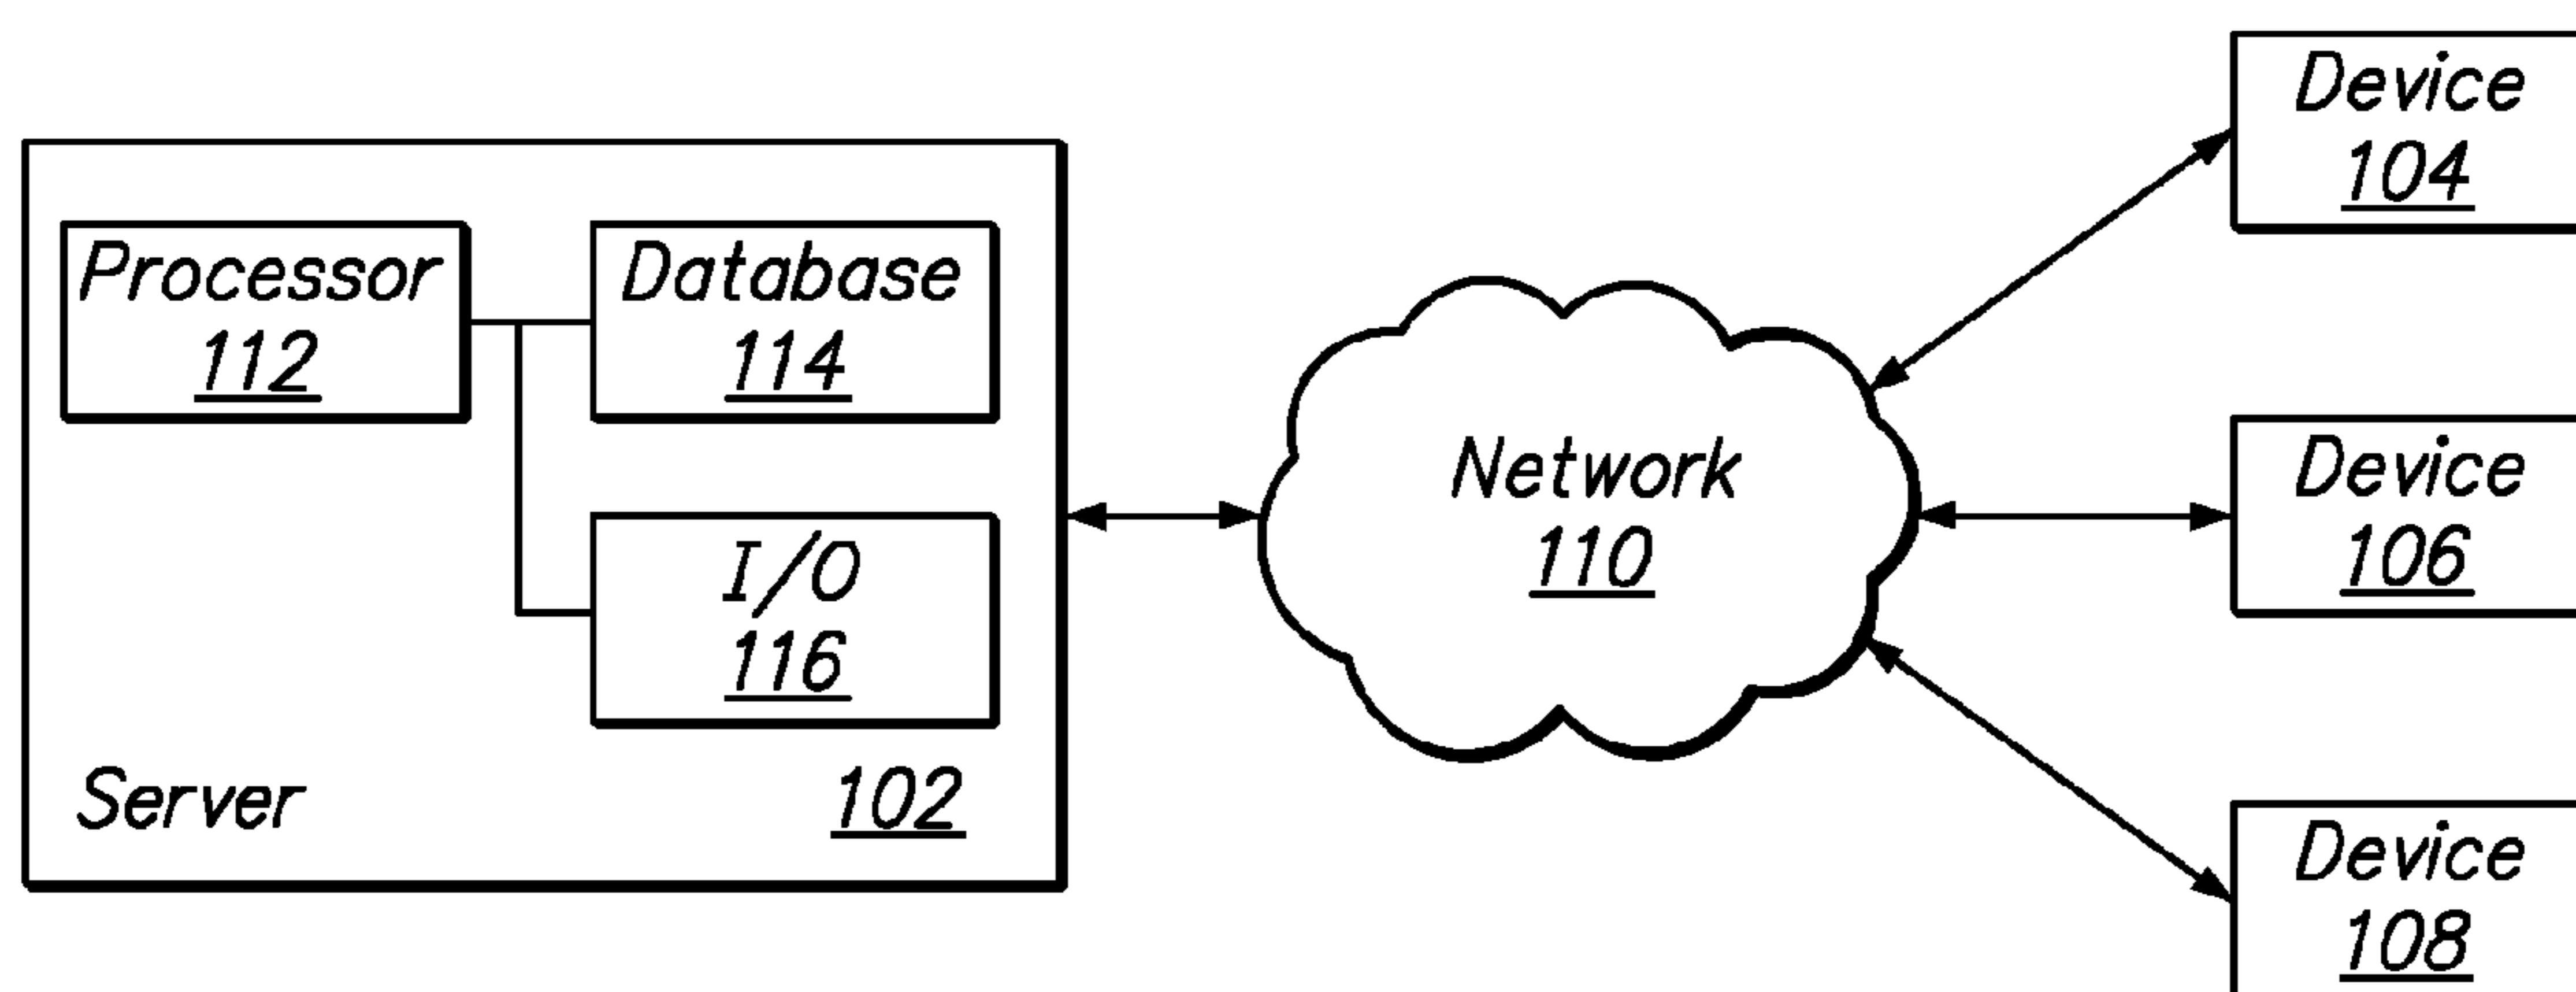 Processor
112
Database
114
I/O
116
Server 102
Network
110
Device
104
Device
106
Device
108